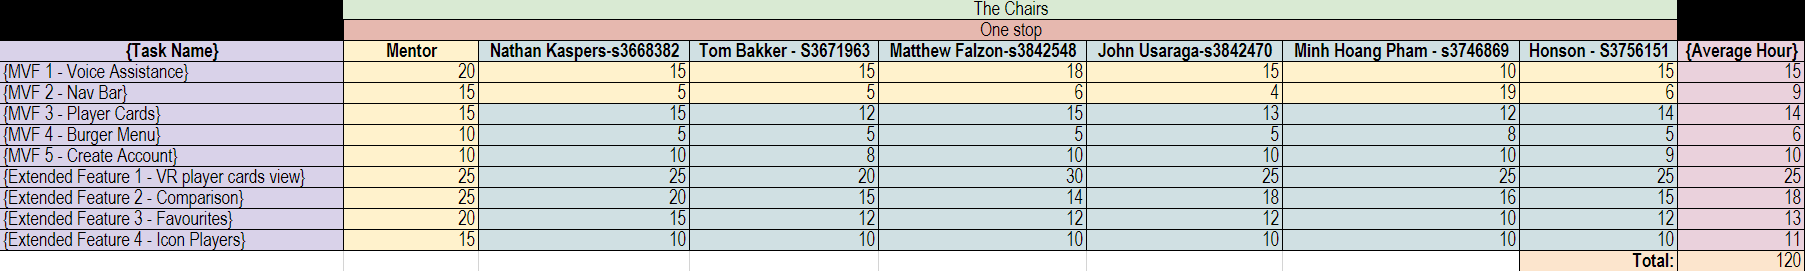 The Chairs
One stop
{Task Name} Mentor Nathan Kaspers-s3668382 Tom Bakker - S3671963 Matthew Falzon-s3842548 John Usaraga-s3842470 Minh Hoang Pham - s3746869 Honson - S3756151 {Average Hour}
{MVF 1 - Voice Assistance} 20 15 15 18 15 10 15 15
{MVF 2 - Nav Bar} 15 5 5 6 4 19 6 9
{MVF 3 - Player Cards} 15 15 12 15 13 12 14 14
{MVF 4 - Burger Menu} 10 5 5 5 5 8 5 6
{MVF 5 - Create Account} 10 10 8 10 10 10 9 10
{Extended Feature 1 - VR player cards view} 25 25 20 30 25 25 25 25
{Extended Feature 2 - Comparison} 25 20 15 14 18 16 15 18
{Extended Feature 3 - Favourites} 20 15 12 12 12 10 12 13
{Extended Feature 4 - Icon Players} 15 10 10 10 10 10 10 11
Total: 120